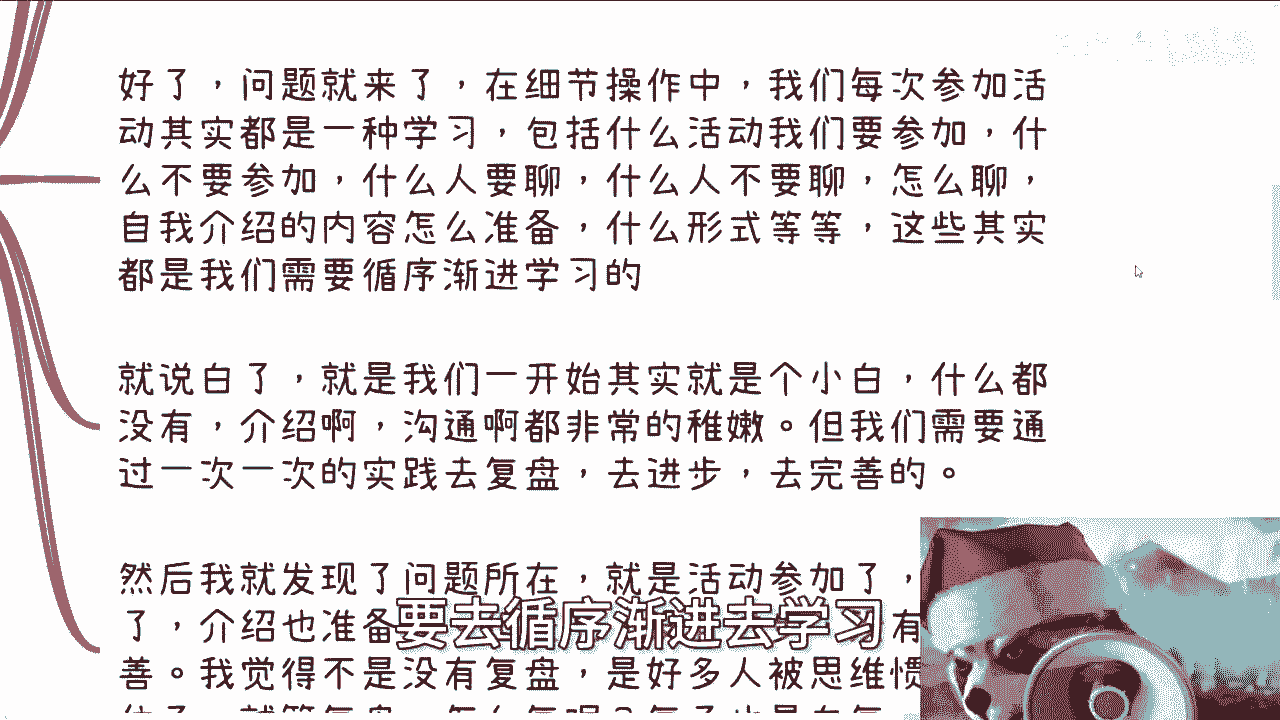 好了，问题就来了，在细节操作中，我们每次参加活
动其实都是一种学习，包括什么活动我们要参加，什
么不要参加，什么人要聊，什么人不要聊，怎么聊，
自我介绍的内容怎么准备，什么形式等等，这些其实
都是我们需要循序渐进学习的
就说白了，就是我们一开始其实就是个小白，什么都
没有，介绍啊，沟通啊都非常的稚嫩。但我们需要通
过一次一次的实践去复盘，去进步，去完善的。
然后我就发现了问题所在，就是活动参加了，
了，介绍也准备
有
要去循序渐进去学习
善。我觉得不是没有复盘，是好多人被思维惯